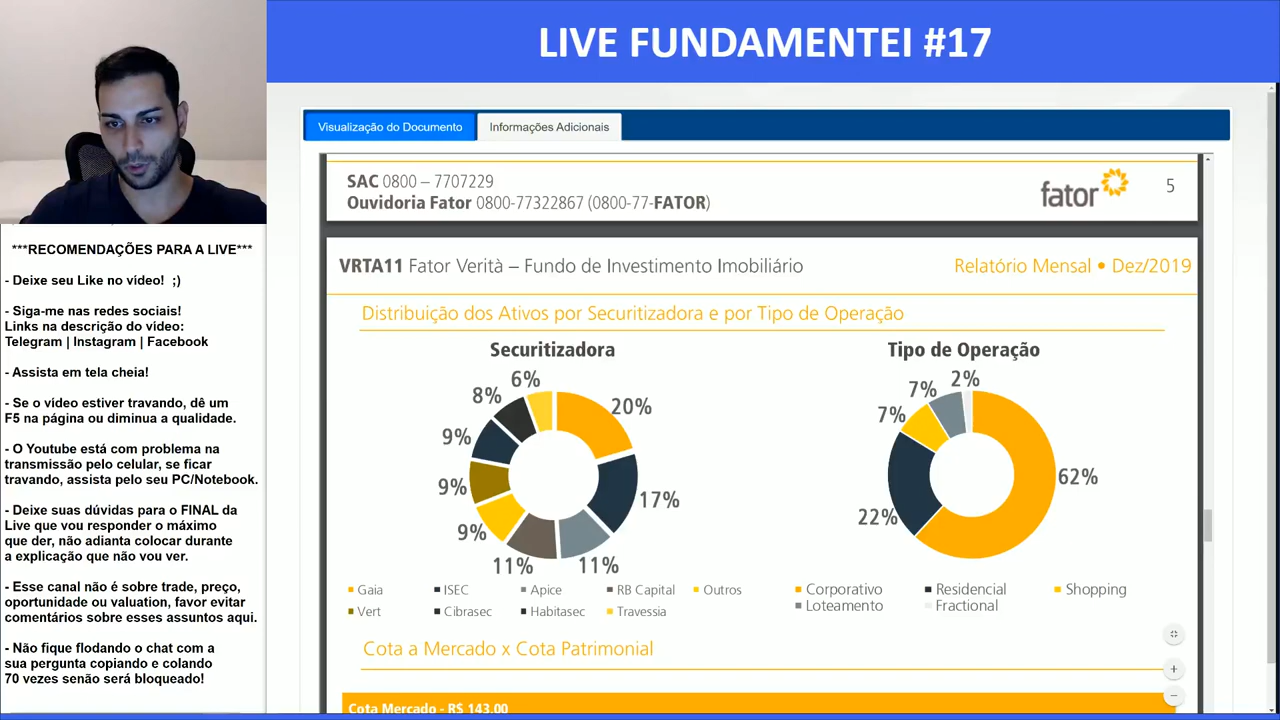 LIVE FUNDAMENTEI #17
Visualização do Documento
Informações Adicionais
SAC 0800 – 7707229
Ouvidoria Fator 0800-77322867 (0800-77-FATOR)
fator
5
VRTA11 Fator Verità – Fundo de Investimento Imobiliário
Relatório Mensal • Dez/2019
Distribuição dos Ativos por Securitizadora e por Tipo de Operação
Securitizadora
6%
20%
8%
9%
17%
9%
9%
11%
11%
Gaia
ISEC
Apice
RB Capital
Outros
Vert
Cibrasec
Habitasec
Travessia
Tipo de Operação
2%
7%
7%
62%
22%
Corporativo
Residencial
Shopping
Loteamento
Fractional
Cota a Mercado x Cota Patrimonial
Cota Mercado - R$ 143,00
***RECOMENDAÇÕES PARA A LIVE***
- Deixe seu Like no vídeo! ;)
- Siga-me nas redes sociais!
Links na descrição do video:
Telegram | Instagram | Facebook
- Assista em tela cheia!
- Se o vídeo estiver travando, dê um
F5 na página ou diminua a qualidade.
- O Youtube está com problema na
transmissão pelo celular, se ficar
travando, assista pelo seu PC/Notebook.
- Deixe suas dúvidas para o FINAL da
Live que vou responder o máximo
que der, não adianta colocar durante
a explicação que não vou ver.
- Esse canal não é sobre trade, preço,
oportunidade ou valuation, favor evitar
comentários sobre esses assuntos aqui.
- Não fique flodando o chat com a
sua pergunta copiando e colando
70 vezes senão será bloqueado!